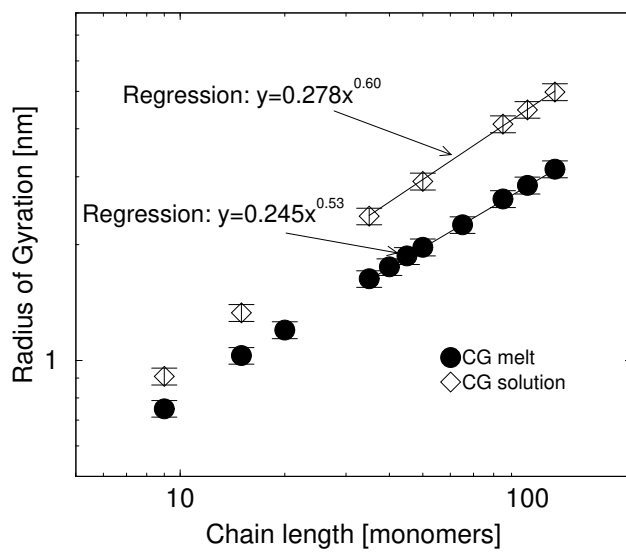 Regression: y=0.278x^0.60
Regression: y=0.245x^0.53
Radius of Gyration [nm]
1
CG melt
CG solution
10
100
Chain length [monomers]